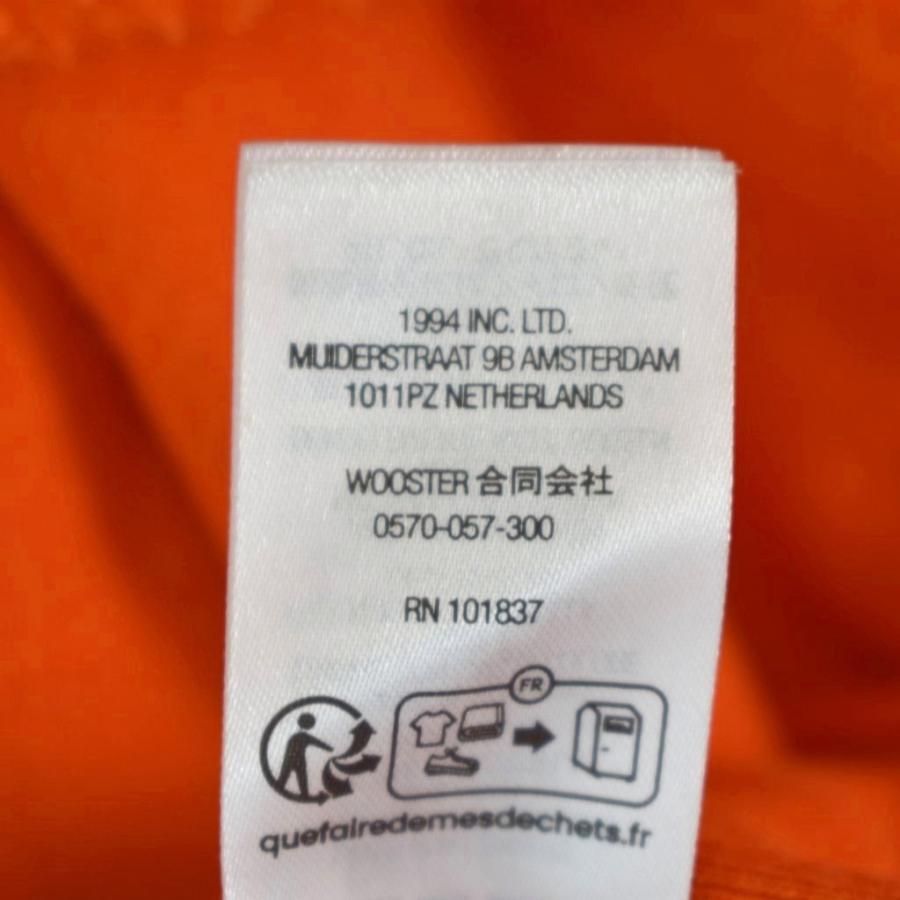 1994 INC. LTD.
MUIDERSTRAAT 9B AMSTERDAM
1011PZ NETHERLANDS
WOOSTER 合同会社
0570-057-300
RN 101837
FR
quefairedemesdechets.fr